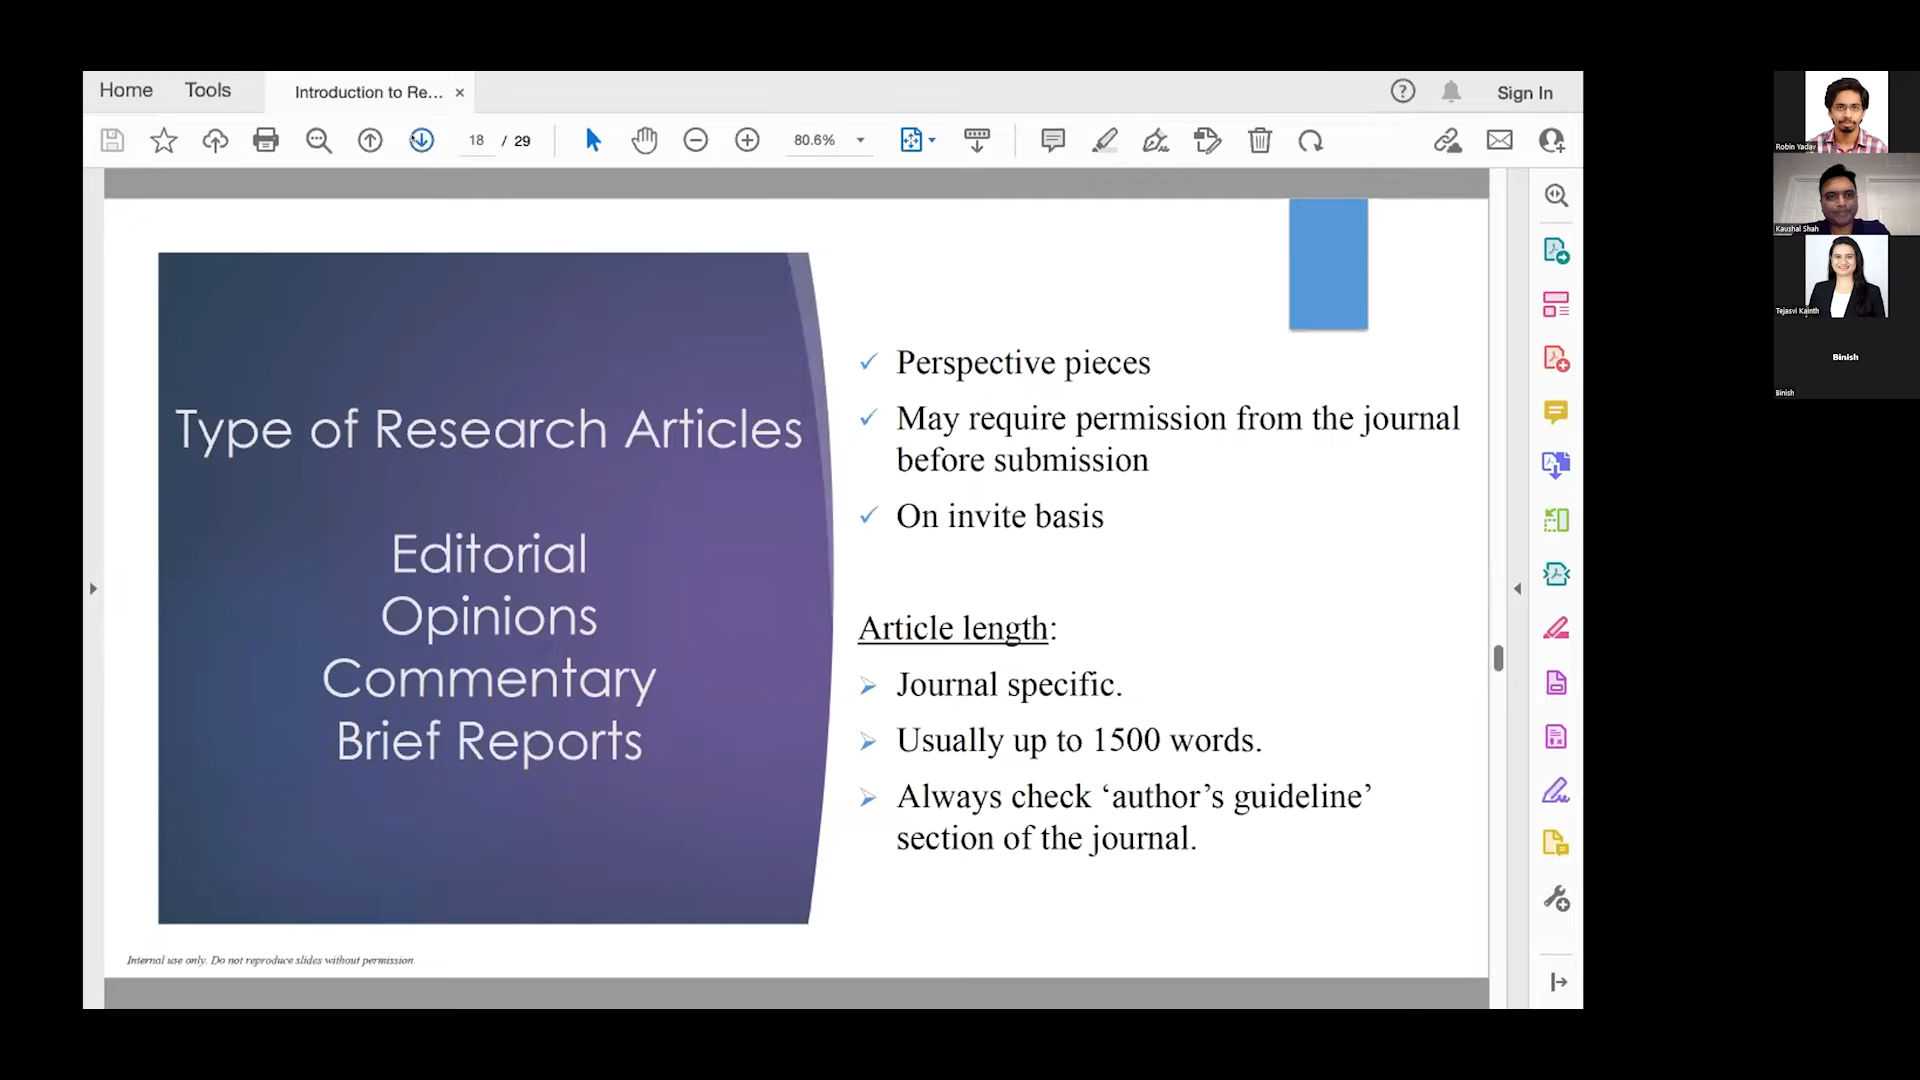 Home Tools Introduction to Re... × Sign In
18 / 29 80.6%
Type of Research Articles
Editorial
Opinions
Commentary
Brief Reports
Perspective pieces
May require permission from the journal
before submission
On invite basis
Article length:
Journal specific.
Usually up to 1500 words.
Always check ‘author’s guideline’
section of the journal.
Internal use only. Do not reproduce slides without permission.
Robin Yadav
Kaushal Shah
Tejasvi Kainth
Binish
Binish